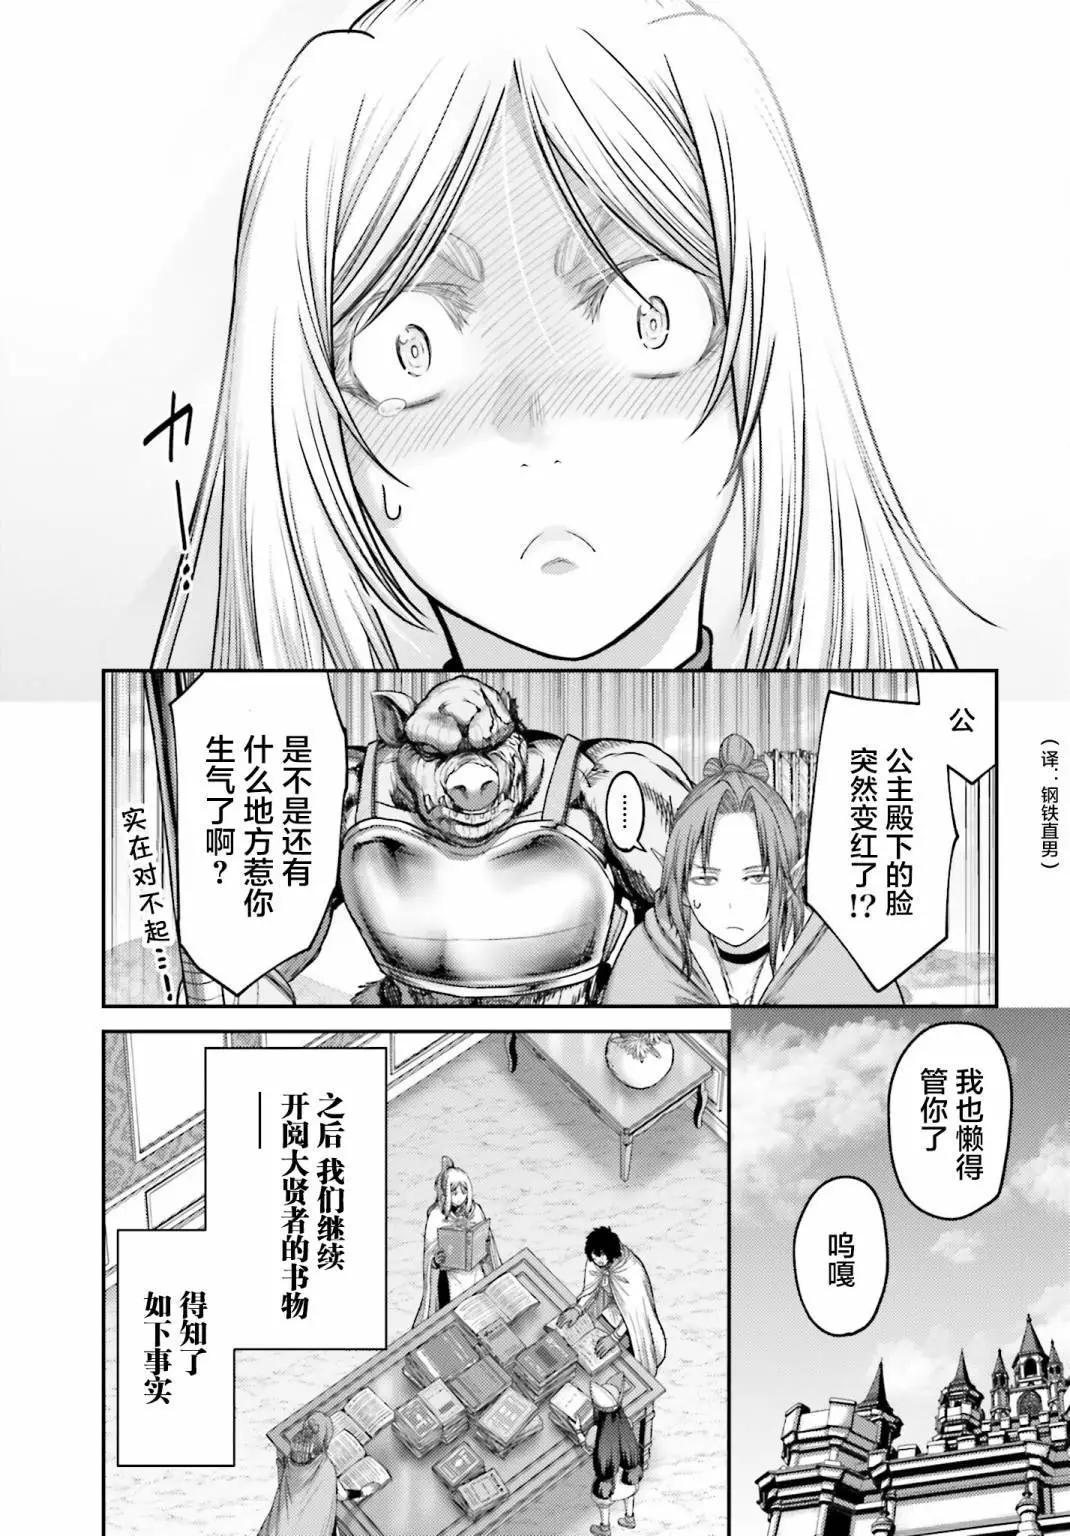 カー…
公
公主殿下的脸
突然变红了!?
……
是不是还有
什么地方惹你
生气了啊？
实在对不起…！
（译：钢铁直男）
我也懒得
管你了
呜嘎
之后 我们继续
开阅大贤者的书物
——
得知了
如下事实